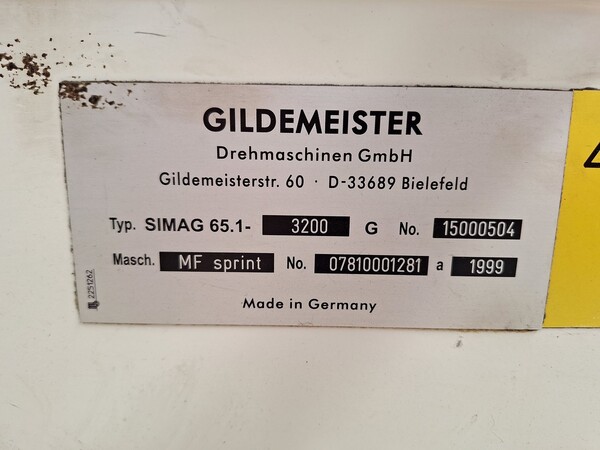 GILDEMEISTER
Drehmaschinen GmbH
Gildemeisterstr. 60 · D-33689 Bielefeld
Typ. SIMAG 65.1- 3200 G No. 15000504
Masch. MF sprint No. 07810001281 a 1999
Made in Germany
2251262